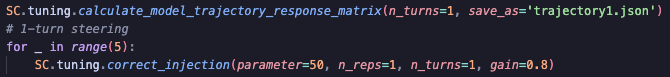 SC.tuning.calculate_model_trajectory_response_matrix(n_turns=1, save_as='trajectory1.json')
# 1-turn steering
for _ in range(5):
    SC.tuning.correct_injection(parameter=50, n_reps=1, n_turns=1, gain=0.8)